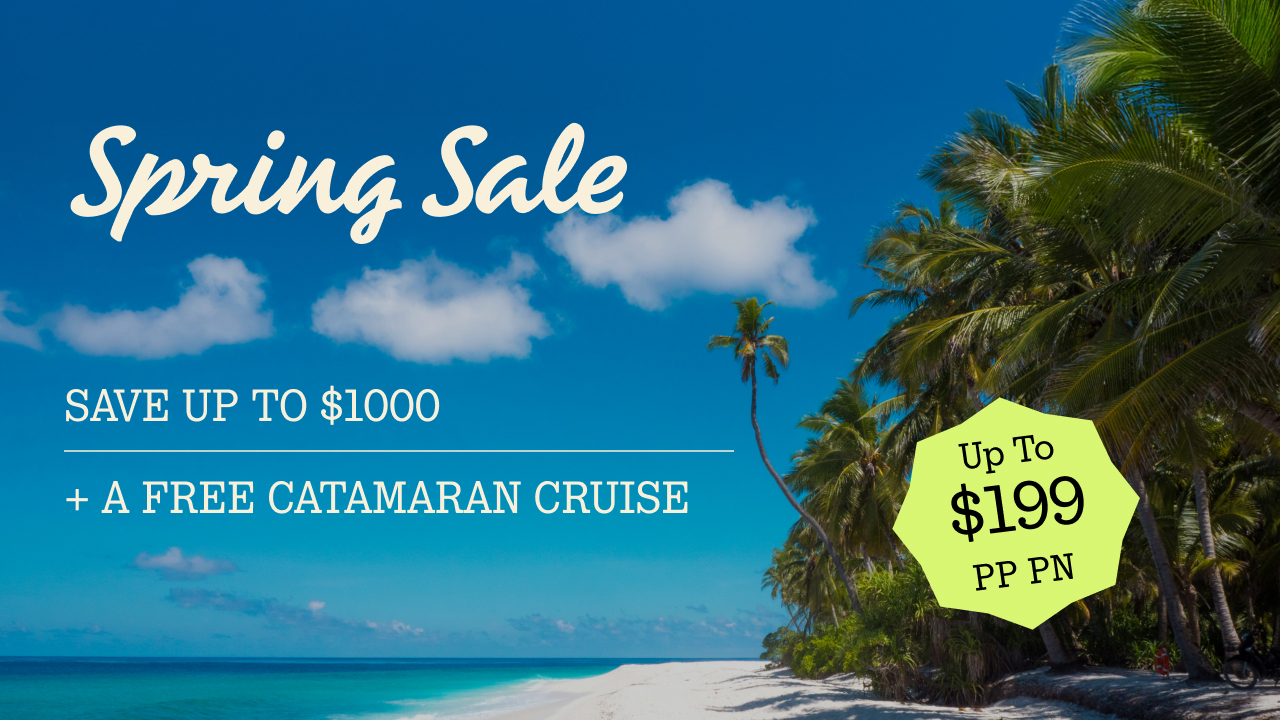 Spring Sale
SAVE UP TO $1000
+ A FREE CATAMARAN CRUISE
Up To
$199
PP PN